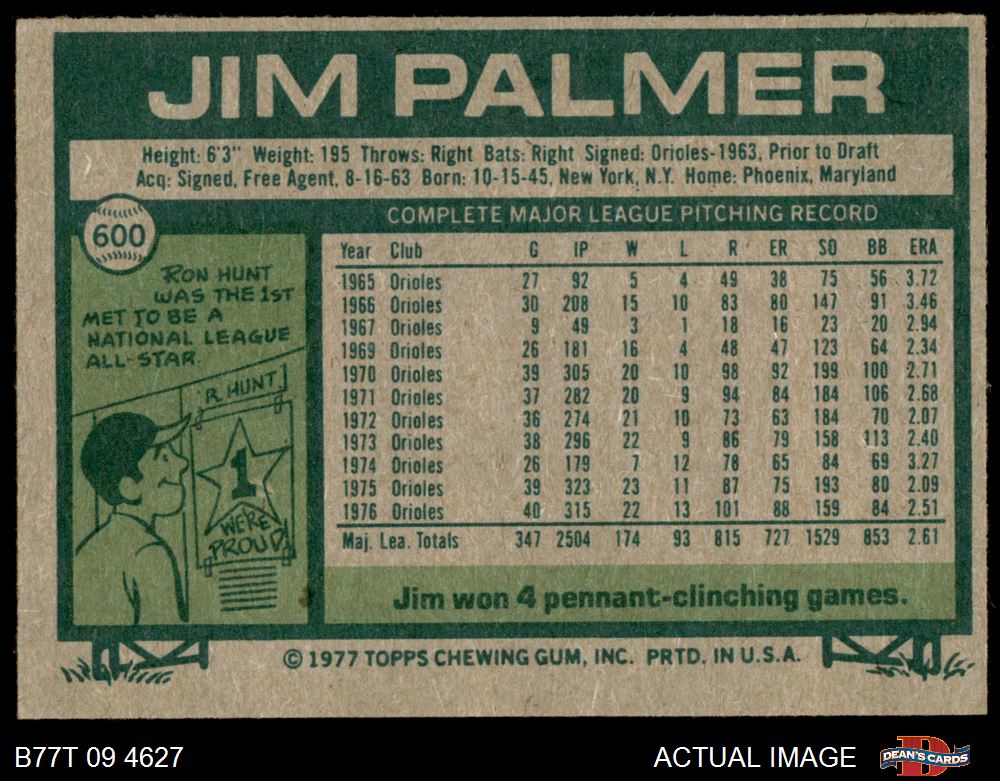 JIM PALMER
Height: 6'3" Weight: 195 Throws: Right Bats: Right Signed: Orioles-1963, Prior to Draft
Acq: Signed, Free Agent, 8-16-63 Born: 10-15-45, New York, N.Y. Home: Phoenix, Maryland
600
COMPLETE MAJOR LEAGUE PITCHING RECORD
RON HUNT
WAS THE 1ST
MET TO BE A
NATIONAL LEAGUE
ALL-STAR.
R. HUNT
1
WE'RE
PROUD
Year Club G IP W L R ER SO BB ERA
1965 Orioles 27 92 5 4 49 38 75 56 3.72
1966 Orioles 30 208 15 10 83 80 147 91 3.46
1967 Orioles 9 49 3 1 18 16 23 20 2.94
1969 Orioles 26 181 16 4 48 47 123 64 2.34
1970 Orioles 39 305 20 10 98 92 199 100 2.71
1971 Orioles 37 282 20 9 94 84 184 106 2.68
1972 Orioles 36 274 21 10 73 63 184 70 2.07
1973 Orioles 38 296 22 9 86 79 158 113 2.40
1974 Orioles 26 179 7 12 78 65 84 69 3.27
1975 Orioles 39 323 23 11 87 75 193 80 2.09
1976 Orioles 40 315 22 13 101 88 159 84 2.51
Maj. Lea. Totals 347 2504 174 93 815 727 1529 853 2.61
Jim won 4 pennant-clinching games.
© 1977 TOPPS CHEWING GUM, INC. PRTD. IN U.S.A.
B77T 09 4627
ACTUAL IMAGE
DEAN'S CARDS